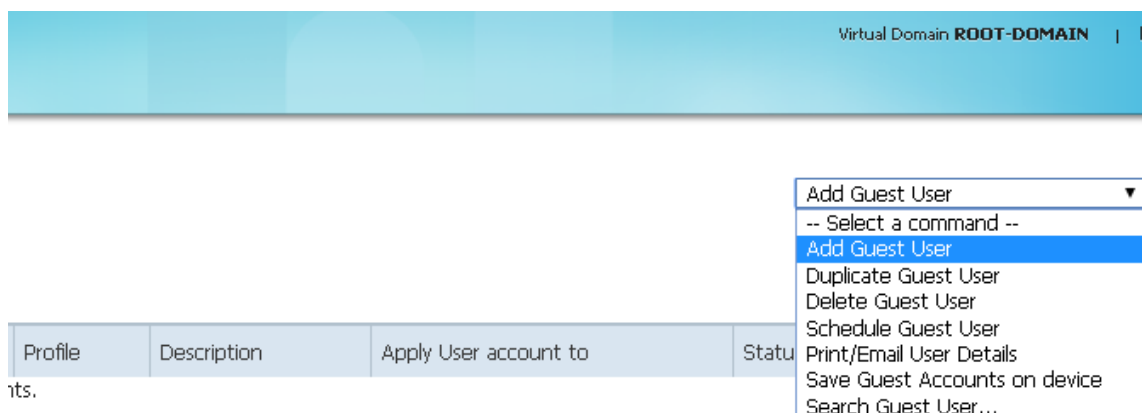 Virtual Domain ROOT-DOMAIN |
Add Guest User
-- Select a command --
Add Guest User
Duplicate Guest User
Delete Guest User
Schedule Guest User
Print/Email User Details
Save Guest Accounts on device
Search Guest User...
Profile Description Apply User account to Statu
nts.